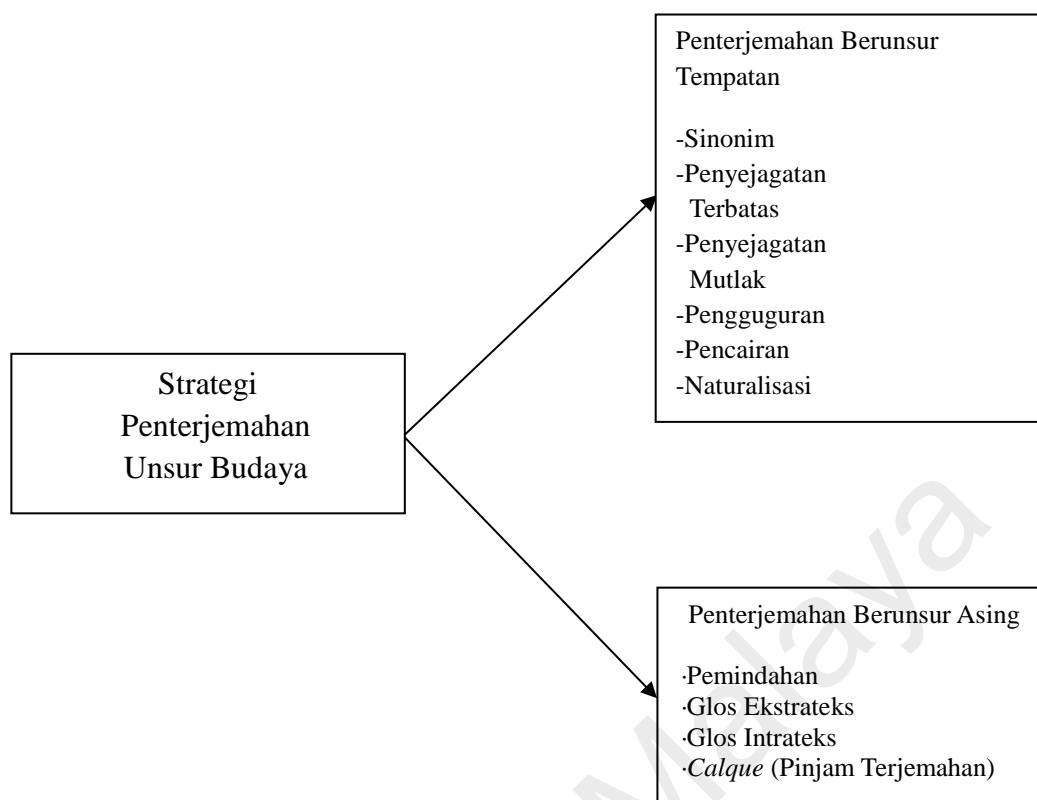 Penterjemahan Berunsur
Tempatan
-Sinonim
-Penyejagatan
Terbatas
-Penyejagatan
Mutlak
-Pengguguran
-Pencairan
-Naturalisasi
Strategi
Penterjemahan
Unsur Budaya
Penterjemahan Berunsur Asing
·Pemindahan
·Glos Ekstrateks
·Glos Intrateks
·Calque (Pinjam Terjemahan)
Malaya